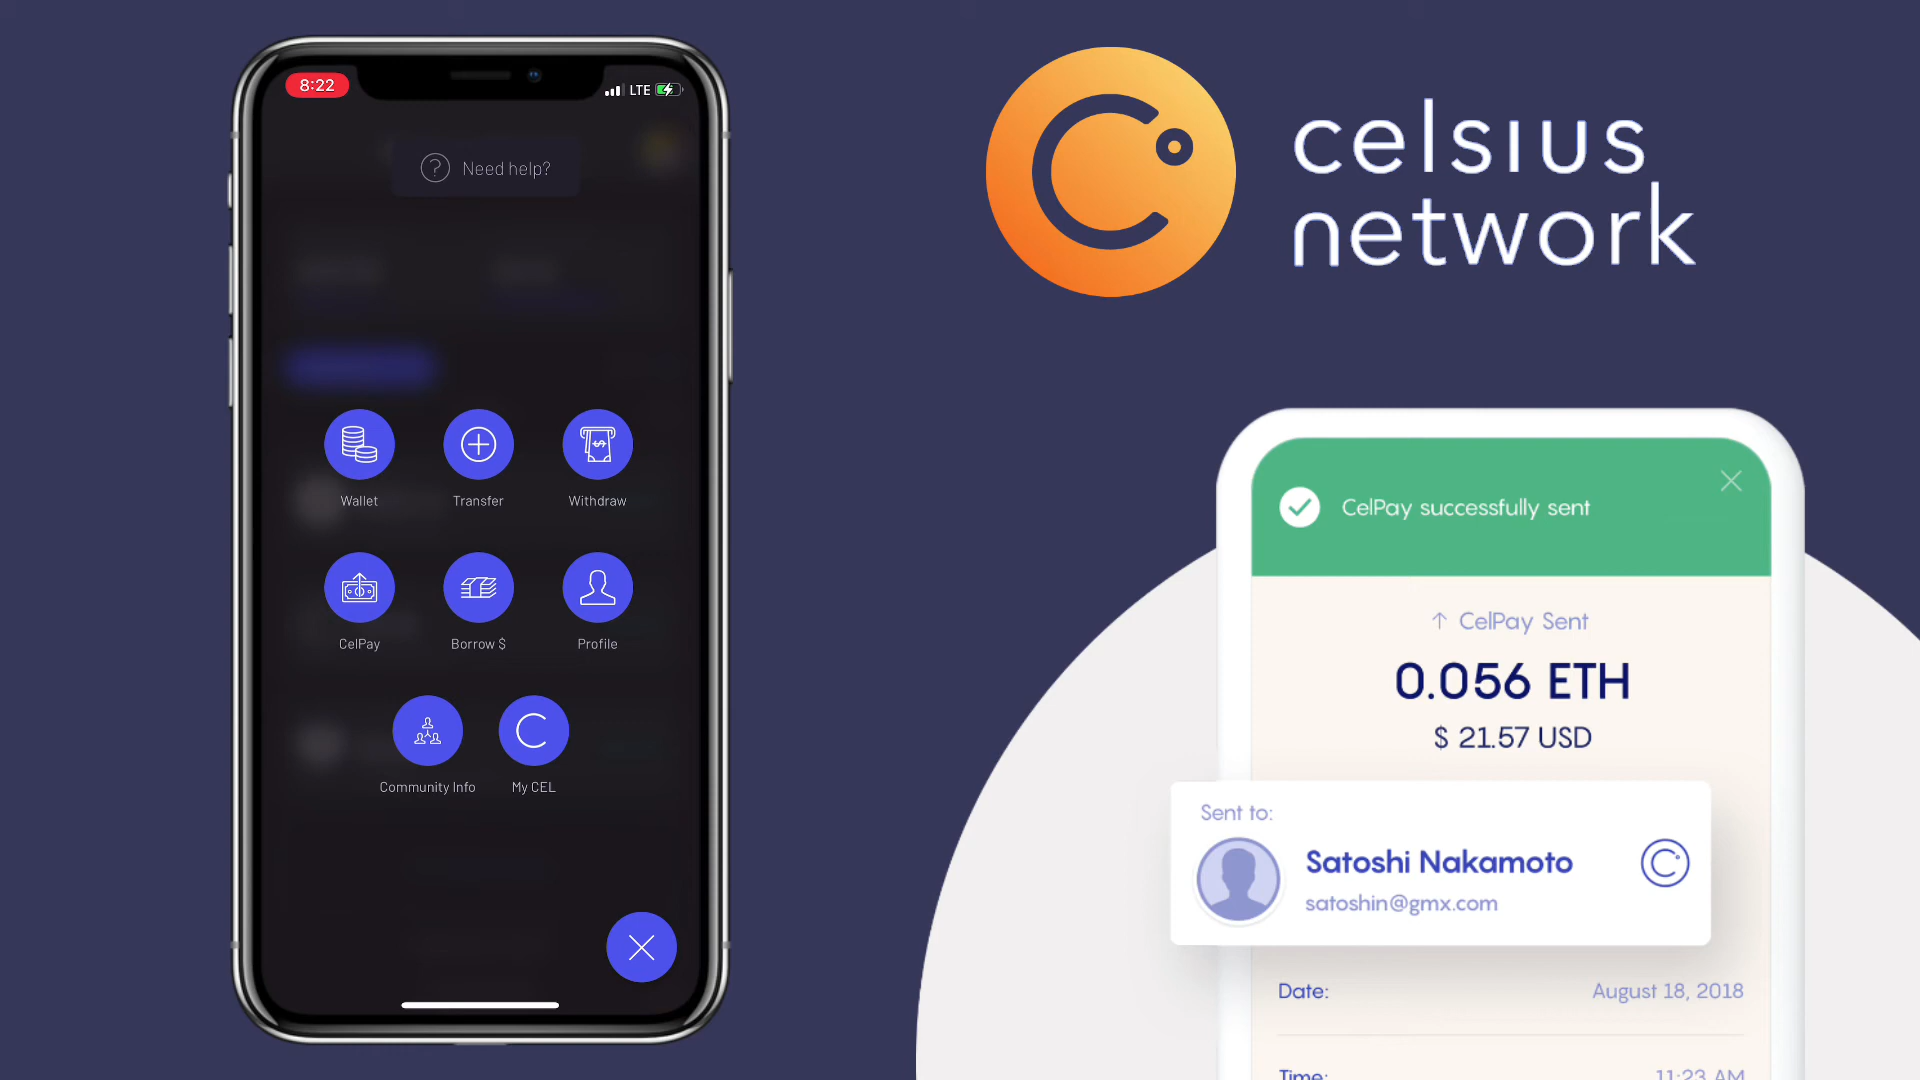 8:22
LTE
Need help?
Wallet
Transfer
Withdraw
CelPay
Borrow $
Profile
Community Info
My CEL
celsius
network
CelPay successfully sent
↑ CelPay Sent
0.056 ETH
$ 21.57 USD
Sent to:
Satoshi Nakamoto
satoshin@gmx.com
Date:
August 18, 2018
Time:
11:23 AM